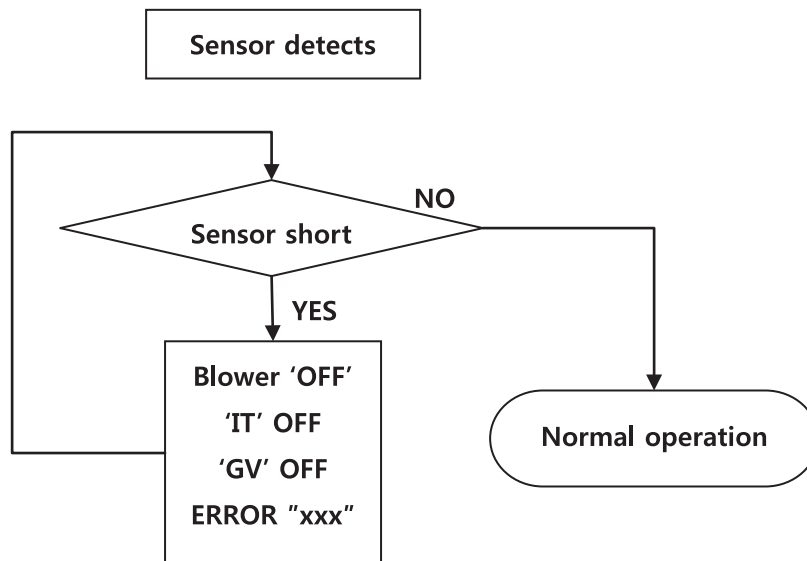 Sensor detects
NO
Sensor short
YES
Blower ‘OFF’
‘IT’ OFF
‘GV’ OFF
ERROR ”xxx”
Normal operation